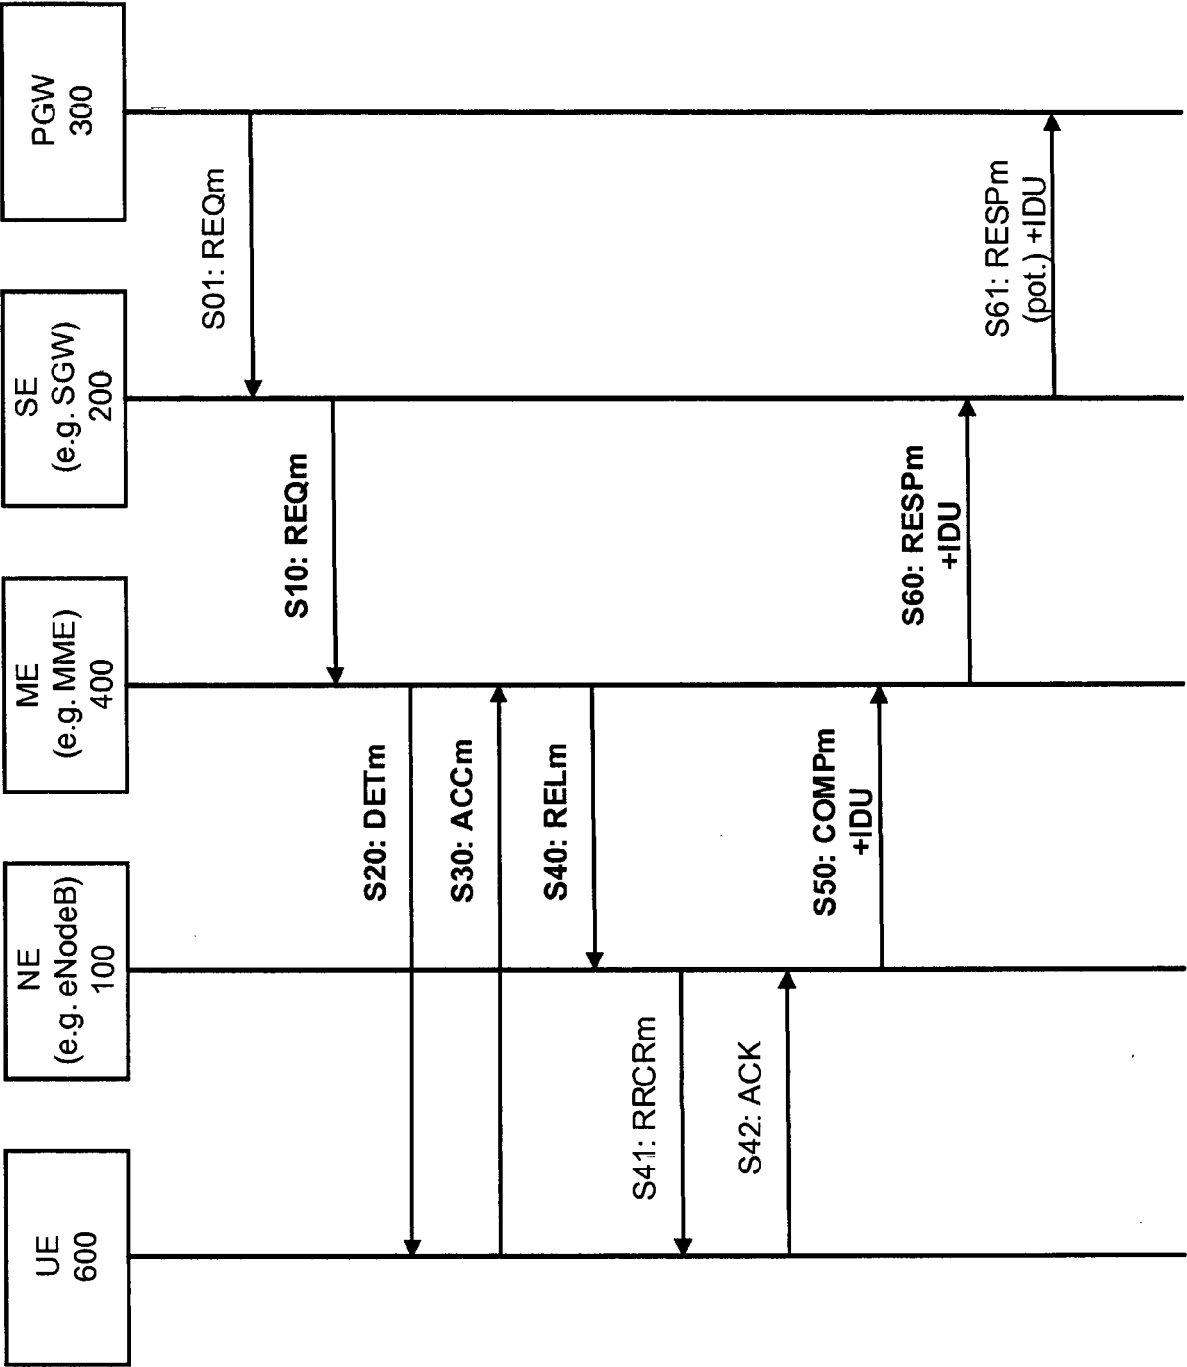 UE
600
NE
(e.g. eNodeB)
100
ME
(e.g. MME)
400
SE
(e.g. SGW)
200
PGW
300
S01: REQm
S10: REQm
S20: DETm
S30: ACCm
S40: RELm
S41: RRCRm
S42: ACK
S50: COMPm
+IDU
S60: RESPm
+IDU
S61: RESPm
(pot.) +IDU